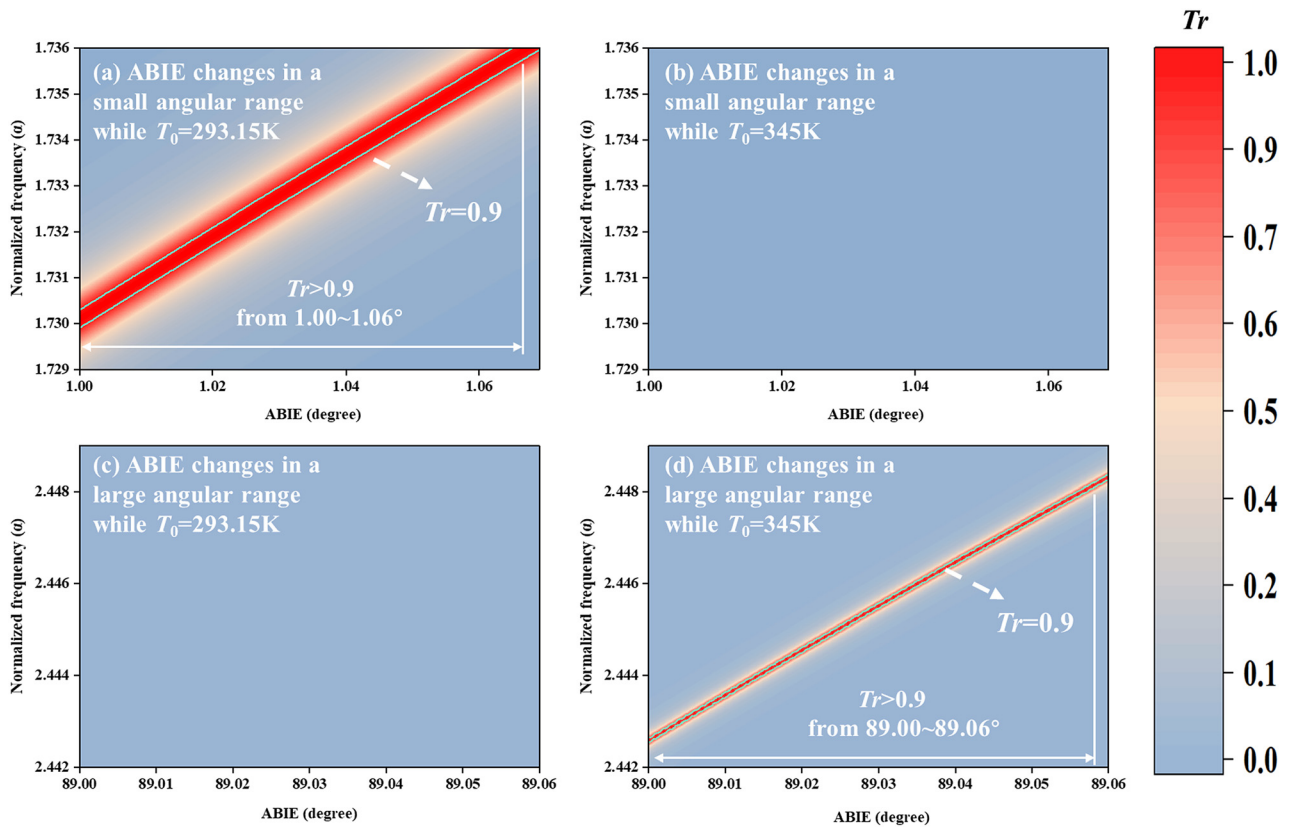 Tr
1.736
1.735
1.734
1.733
1.732
1.731
1.730
1.729
Normalized frequency (α)
(a) ABIE changes in a
small angular range
while T₀=293.15K
Tr=0.9
Tr>0.9
from 1.00~1.06°
1.00
1.02
1.04
1.06
ABIE (degree)
1.736
1.735
1.734
1.733
1.732
1.731
1.730
1.729
Normalized frequency (α)
(b) ABIE changes in a
small angular range
while T₀=345K
1.00
1.02
1.04
1.06
ABIE (degree)
2.448
2.446
2.444
2.442
Normalized frequency (α)
(c) ABIE changes in a
large angular range
while T₀=293.15K
89.00
89.01
89.02
89.03
89.04
89.05
89.06
ABIE (degree)
2.448
2.446
2.444
2.442
Normalized frequency (α)
(d) ABIE changes in a
large angular range
while T₀=345K
Tr=0.9
Tr>0.9
from 89.00~89.06°
89.00
89.01
89.02
89.03
89.04
89.05
89.06
ABIE (degree)
1.0
0.9
0.7
0.6
0.5
0.4
0.2
0.1
0.0